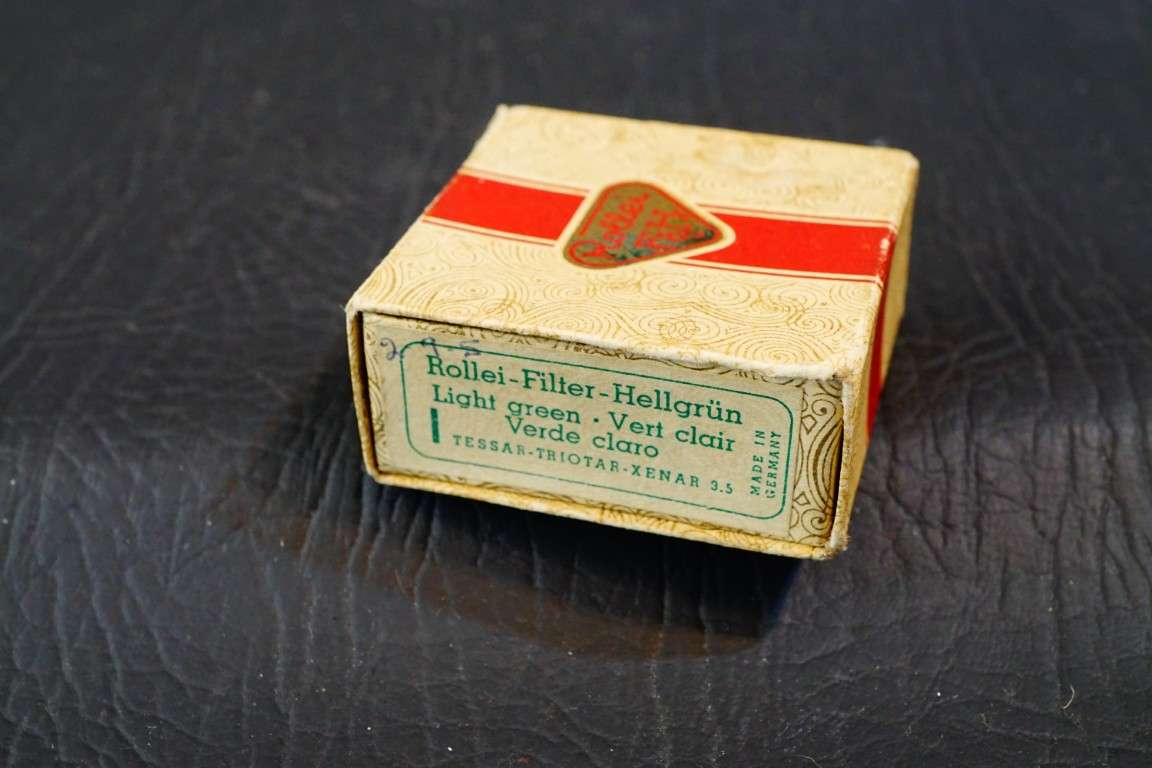 Rollei-Filter-Hellgrün
Light green · Vert clair
Verde claro
I
TESSAR-TRIOTAR-XENAR 3.5
MADE IN
GERMANY